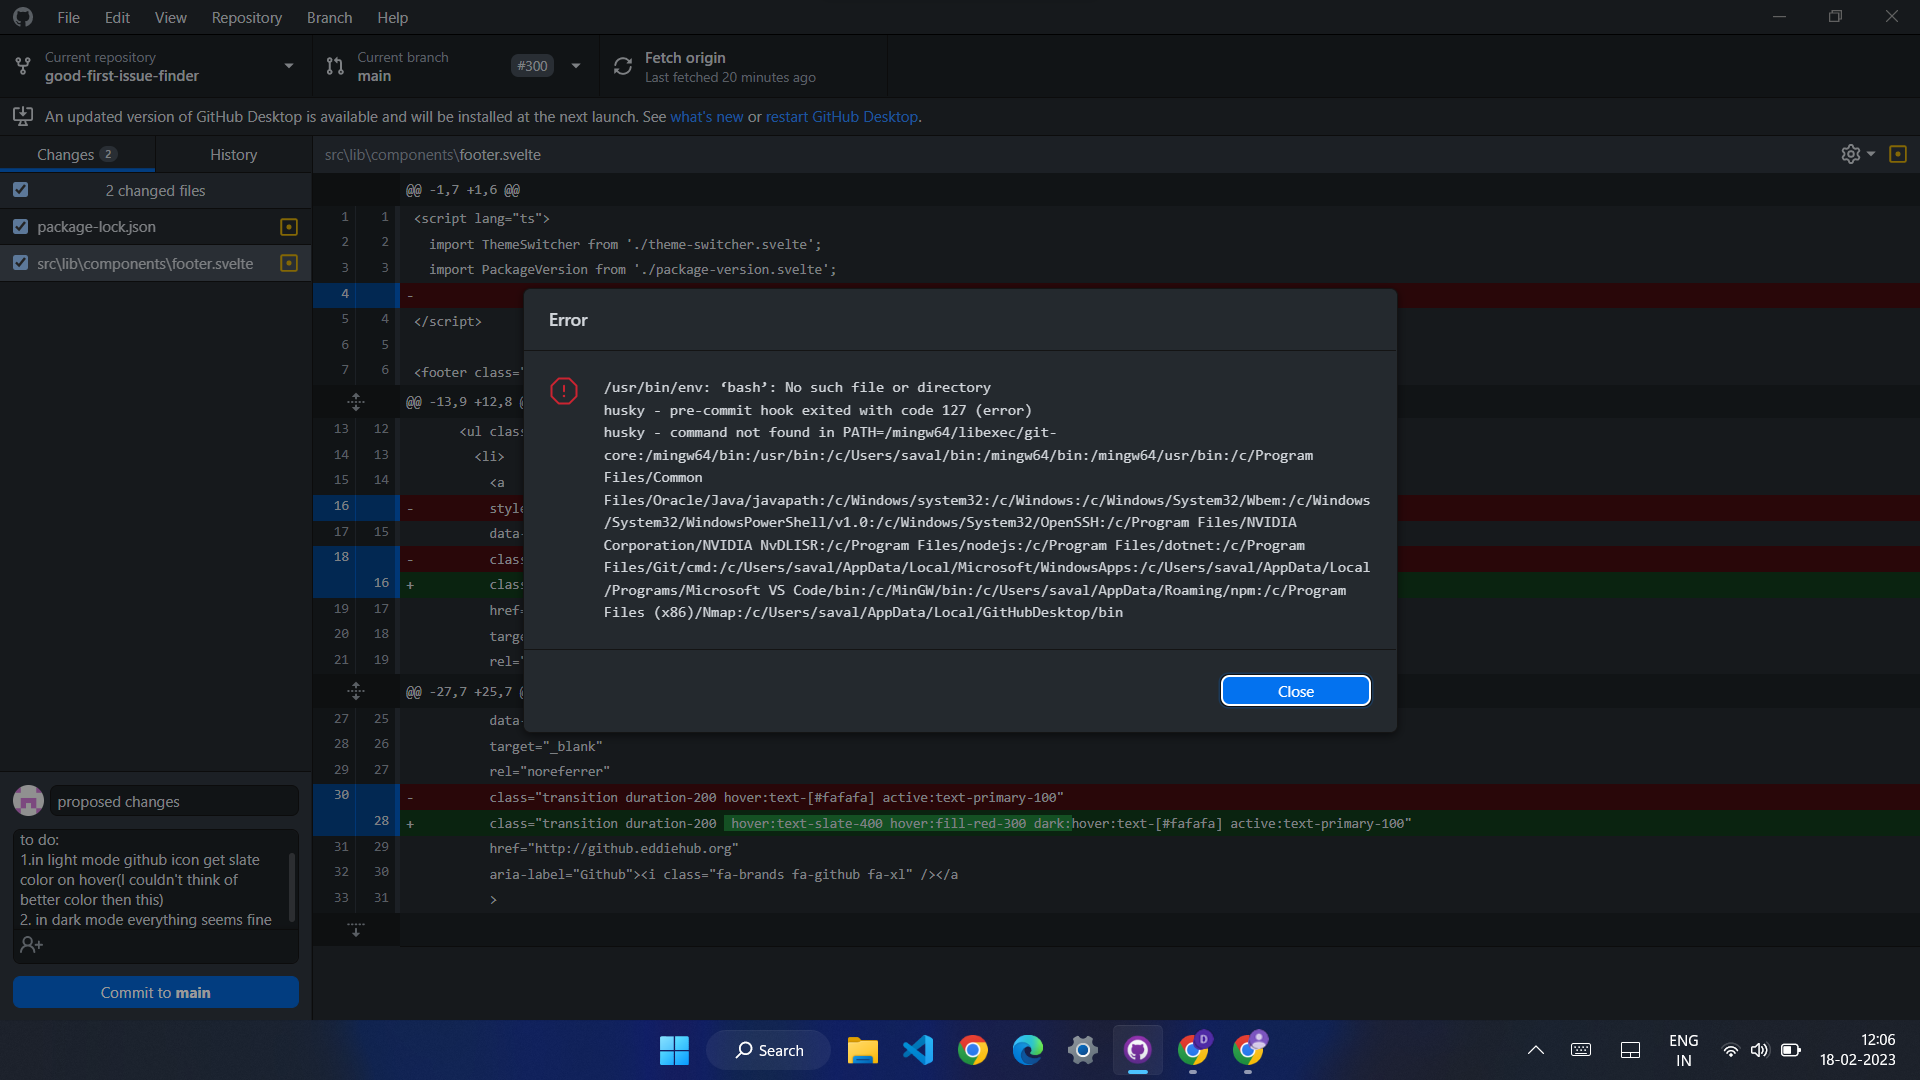 File Edit View Repository Branch Help
Current repository
good-first-issue-finder
Current branch
main
#300
Fetch origin
Last fetched 20 minutes ago
An updated version of GitHub Desktop is available and will be installed at the next launch. See what's new or restart GitHub Desktop.
Changes 2
History
src\lib\components\footer.svelte
2 changed files
package-lock.json
src\lib\components\footer.svelte
@@ -1,7 +1,6 @@
1 1 <script lang="ts">
2 2 import ThemeSwitcher from './theme-switcher.svelte';
3 3 import PackageVersion from './package-version.svelte';
4 -
5 4 </script>
6 5
7 6 <footer class="
@@ -13,9 +12,8 @
13 12 <ul clas
14 13 <li>
15 14 <a
16 - style
17 15 data-
18 - clas
16 + clas
19 17 href=
20 18 targe
21 19 rel="
@@ -27,7 +25,7 @
27 25 data-
28 26 target="_blank"
29 27 rel="noreferrer"
30 - class="transition duration-200 hover:text-[#fafafa] active:text-primary-100"
28 + class="transition duration-200 hover:text-slate-400 hover:fill-red-300 dark:hover:text-[#fafafa] active:text-primary-100"
31 29 href="http://github.eddiehub.org"
32 30 aria-label="Github"><i class="fa-brands fa-github fa-xl" /></a
33 31 >
Error
/usr/bin/env: ‘bash’: No such file or directory
husky - pre-commit hook exited with code 127 (error)
husky - command not found in PATH=/mingw64/libexec/git-
core:/mingw64/bin:/usr/bin:/c/Users/saval/bin:/mingw64/bin:/mingw64/usr/bin:/c/Program
Files/Common
Files/Oracle/Java/javapath:/c/Windows/system32:/c/Windows:/c/Windows/System32/Wbem:/c/Windows
/System32/WindowsPowerShell/v1.0:/c/Windows/System32/OpenSSH:/c/Program Files/NVIDIA
Corporation/NVIDIA NvDLISR:/c/Program Files/nodejs:/c/Program Files/dotnet:/c/Program
Files/Git/cmd:/c/Users/saval/AppData/Local/Microsoft/WindowsApps:/c/Users/saval/AppData/Local
/Programs/Microsoft VS Code/bin:/c/MinGW/bin:/c/Users/saval/AppData/Roaming/npm:/c/Program
Files (x86)/Nmap:/c/Users/saval/AppData/Local/GitHubDesktop/bin
Close
proposed changes
to do:
1.in light mode github icon get slate
color on hover(I couldn't think of
better color then this)
2. in dark mode everything seems fine
Commit to main
Search
D
ENG
IN
12:06
18-02-2023